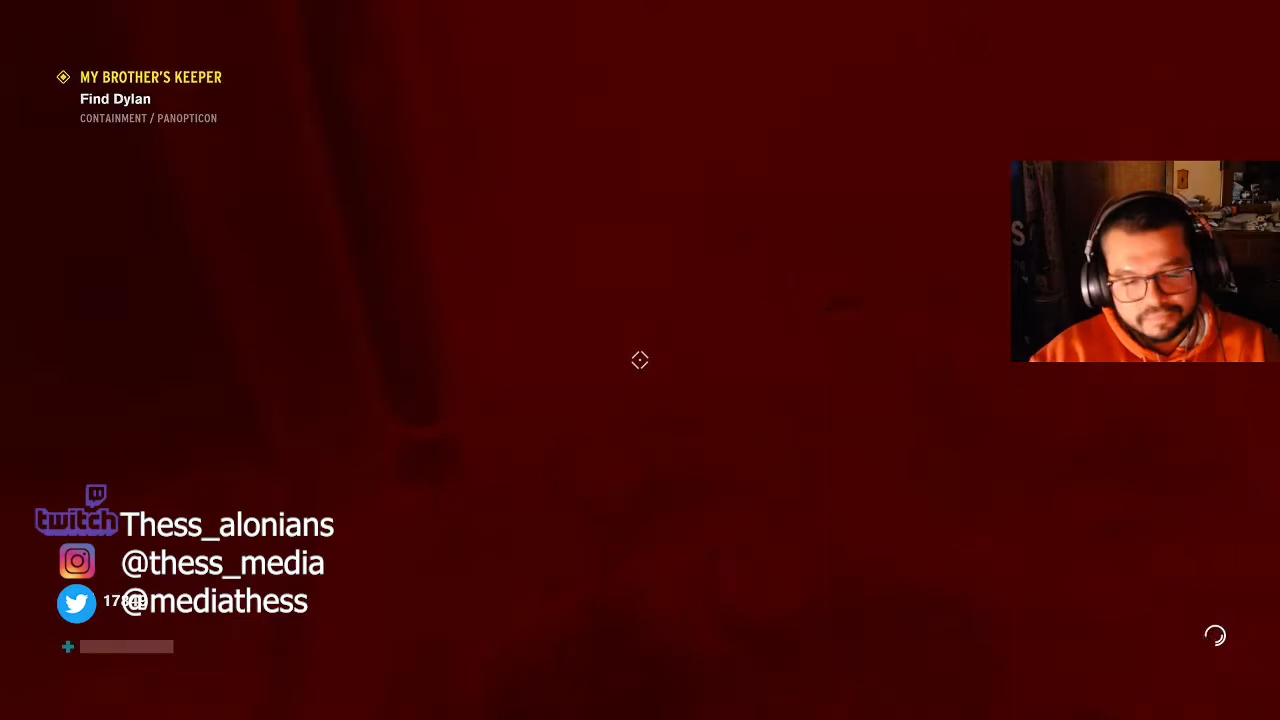 MY BROTHER'S KEEPER
Find Dylan
CONTAINMENT / PANOPTICON
S
twitch Thess_alonians
@thess_media
@mediathess